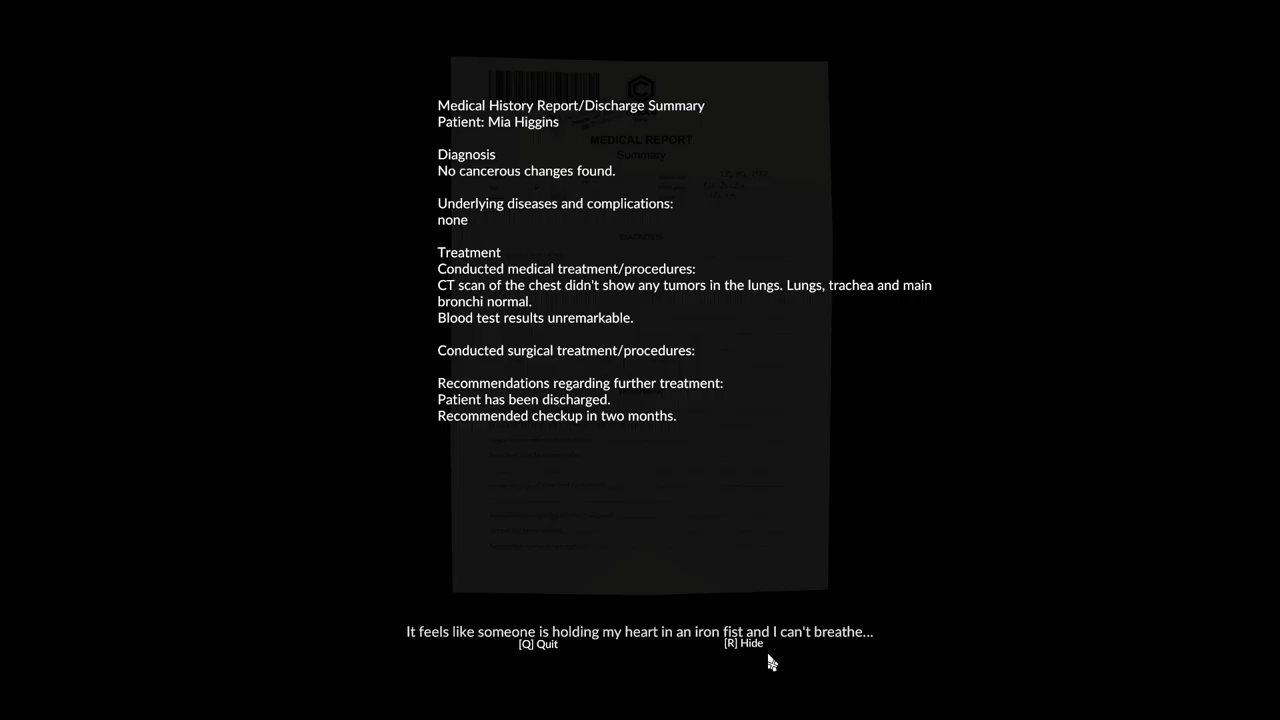 Medical History Report/Discharge Summary
Patient: Mia Higgins
MEDICAL REPORT
Summary
Diagnosis
No cancerous changes found.
Underlying diseases and complications:
none
DIAGNOSIS
Treatment
Conducted medical treatment/procedures:
CT scan of the chest didn't show any tumors in the lungs. Lungs, trachea and main
bronchi normal.
Blood test results unremarkable.
Conducted surgical treatment/procedures:
Recommendations regarding further treatment:
Patient has been discharged.
Recommended checkup in two months.
It feels like someone is holding my heart in an iron fist and I can't breathe...
[Q] Quit
[R] Hide